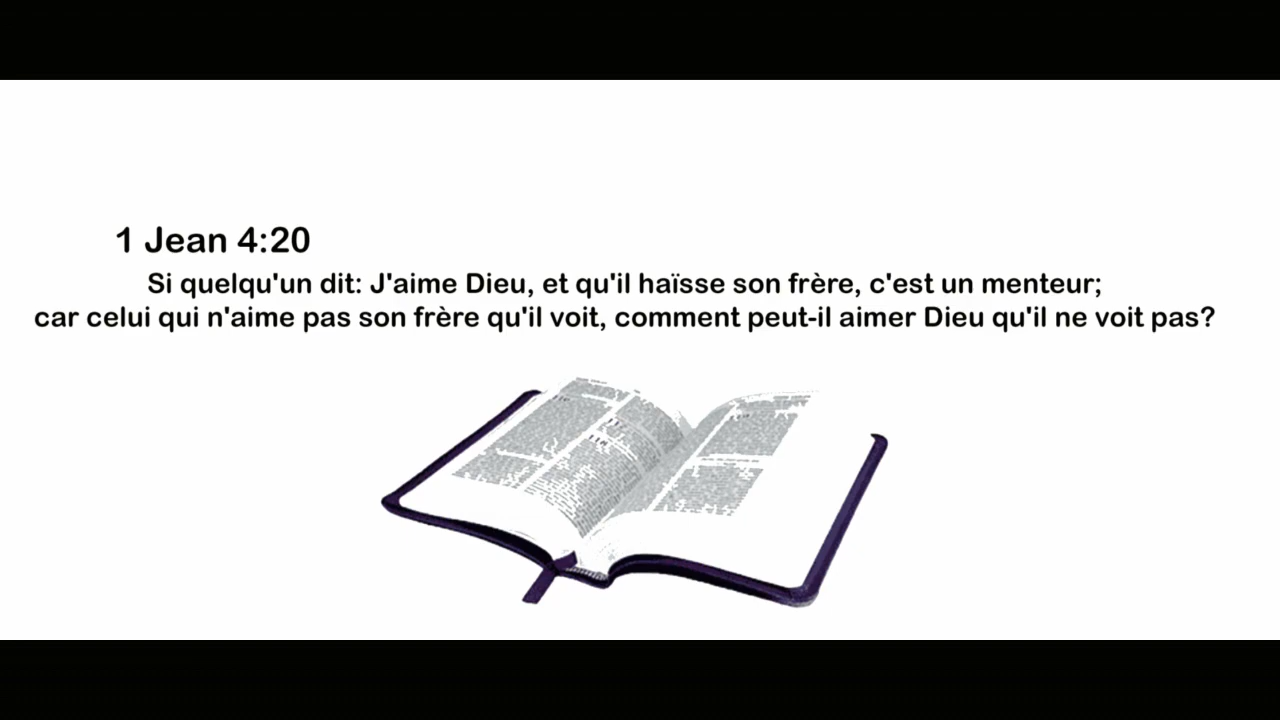 1 Jean 4:20
Si quelqu'un dit: J'aime Dieu, et qu'il haïsse son frère, c'est un menteur;
car celui qui n'aime pas son frère qu'il voit, comment peut-il aimer Dieu qu'il ne voit pas?